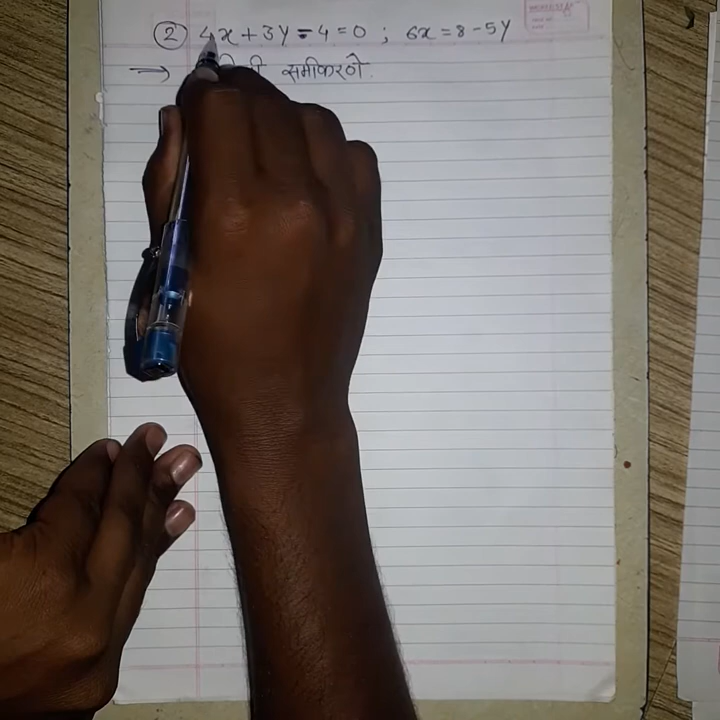 ② 4x + 3y = 4 = 0 ; 6x = 8 - 5y
→ समीकरणे.